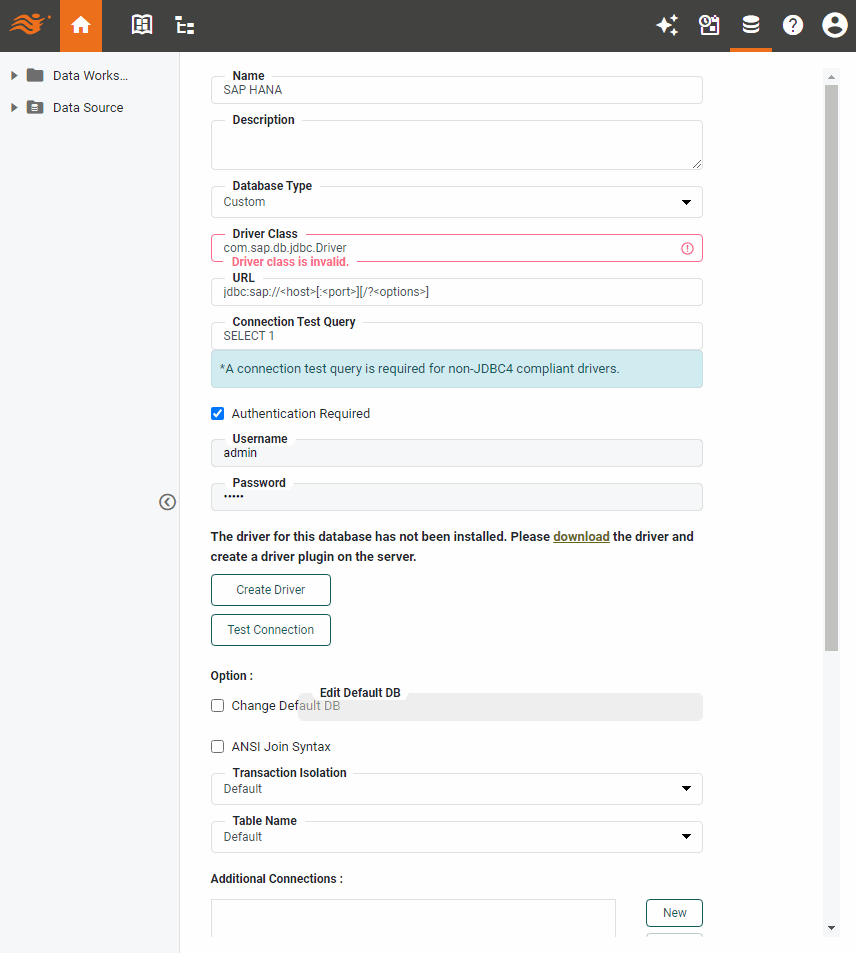 Data Works...
Data Source
Name
SAP HANA
Description
Database Type
Custom
Driver Class
com.sap.db.jdbc.Driver
Driver class is invalid.
URL
jdbc:sap://<host>[:<port>][/?<options>]
Connection Test Query
SELECT 1
*A connection test query is required for non-JDBC4 compliant drivers.
Authentication Required
Username
admin
Password
•••••
The driver for this database has not been installed. Please download the driver and
create a driver plugin on the server.
Create Driver
Test Connection
Option :
Edit Default DB
Change Default DB
ANSI Join Syntax
Transaction Isolation
Default
Table Name
Default
Additional Connections :
New